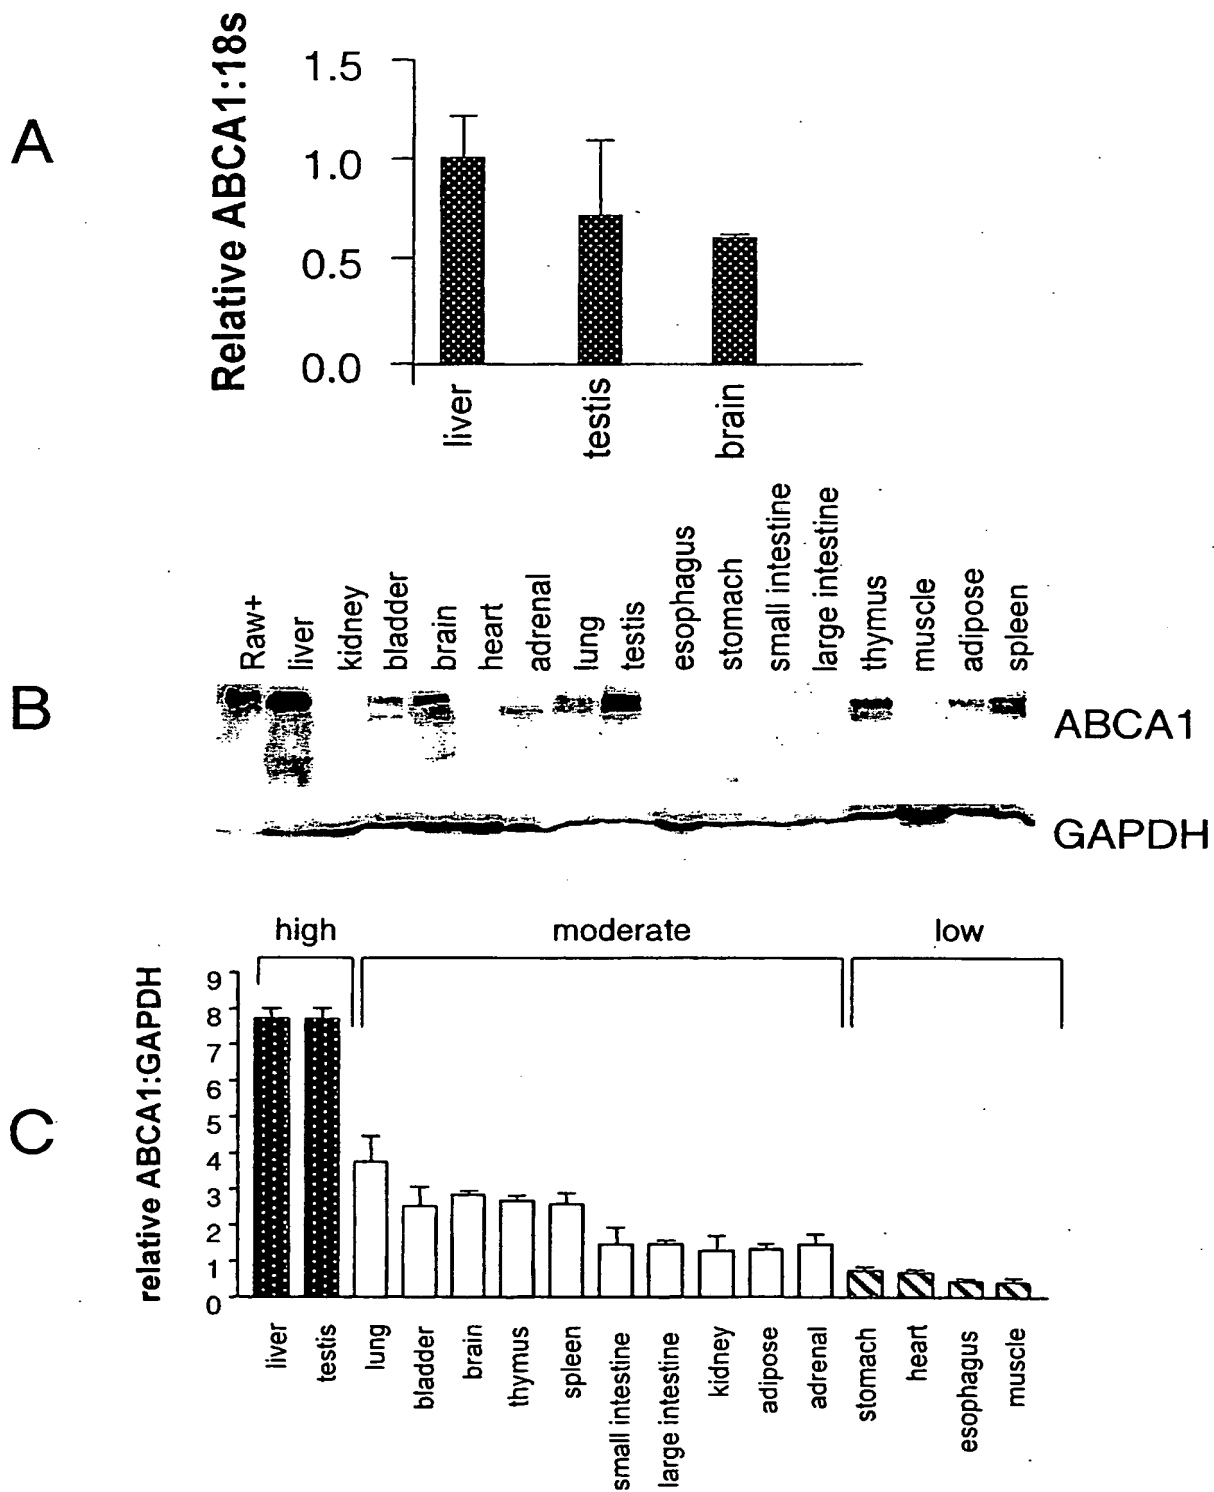 A
Relative ABCA1:18s
1.5
1.0
0.5
0.0
liver
testis
brain
B
Raw+
liver
kidney
bladder
brain
heart
adrenal
lung
testis
esophagus
stomach
small intestine
large intestine
thymus
muscle
adipose
spleen
ABCA1
GAPDH
C
high
moderate
low
relative ABCA1:GAPDH
9
8
7
6
5
4
3
2
1
0
liver
testis
lung
bladder
brain
thymus
spleen
small intestine
large intestine
kidney
adipose
adrenal
stomach
heart
esophagus
muscle